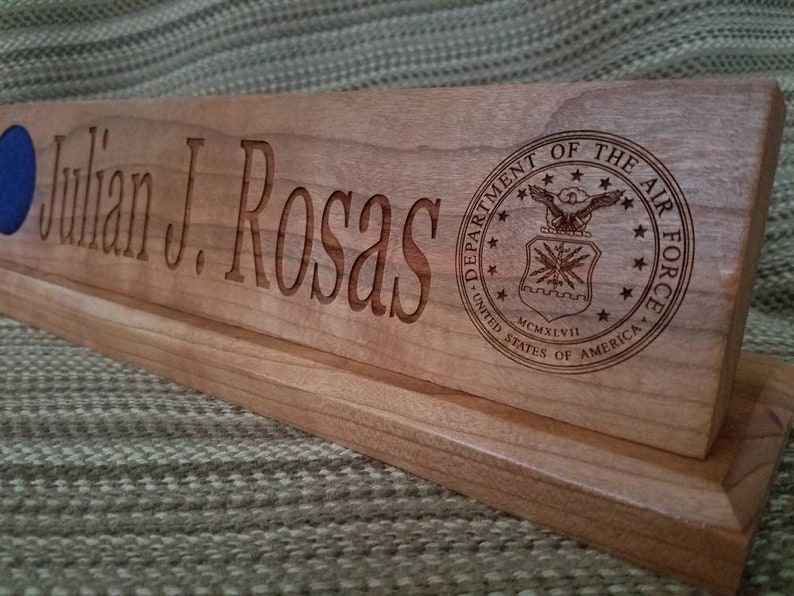 Julian J. Rosas
DEPARTMENT OF THE AIR FORCE
MCMXLVII
UNITED STATES OF AMERICA